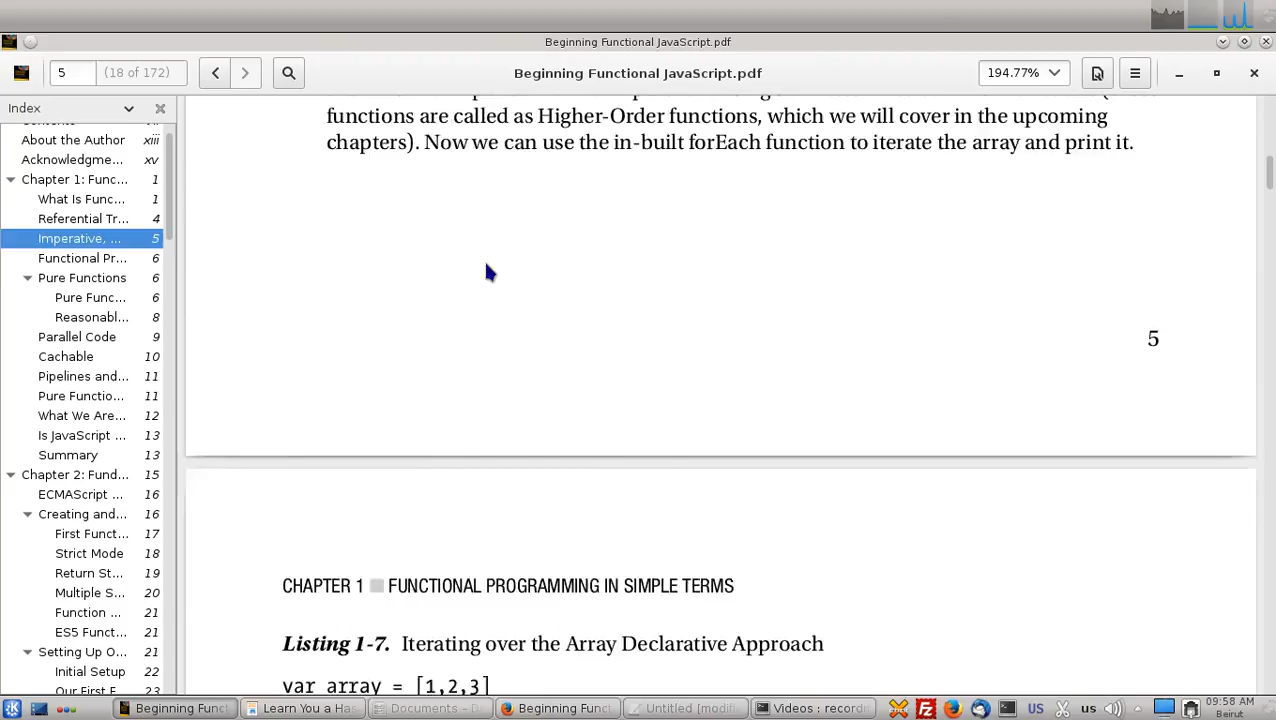 Beginning Functional JavaScript.pdf
5 (18 of 172)
Beginning Functional JavaScript.pdf
194.77%
Index
About the Author xiii
Acknowledgme... xv
Chapter 1: Func... 1
What Is Func... 1
Referential Tr... 4
Imperative, ... 5
Functional Pr... 6
Pure Functions 6
Pure Func... 6
Reasonabl... 8
Parallel Code 9
Cachable 10
Pipelines and... 11
Pure Functio... 11
What We Are... 12
Is JavaScript ... 13
Summary 13
Chapter 2: Fund... 15
ECMAScript ... 16
Creating and... 16
First Funct... 17
Strict Mode 18
Return St... 19
Multiple S... 20
Function ... 21
ES5 Funct... 21
Setting Up O... 21
Initial Setup 22
Our First F... 23
functions are called as Higher-Order functions, which we will cover in the upcoming
chapters). Now we can use the in-built forEach function to iterate the array and print it.
5
CHAPTER 1 FUNCTIONAL PROGRAMMING IN SIMPLE TERMS
Listing 1-7. Iterating over the Array Declarative Approach
var array = [1,2,3]
Beginning Func
Learn You a Has
Documents – D
Beginning Funct
Untitled [modifi
Videos : recordm
US
us
09:58 AM
Beirut